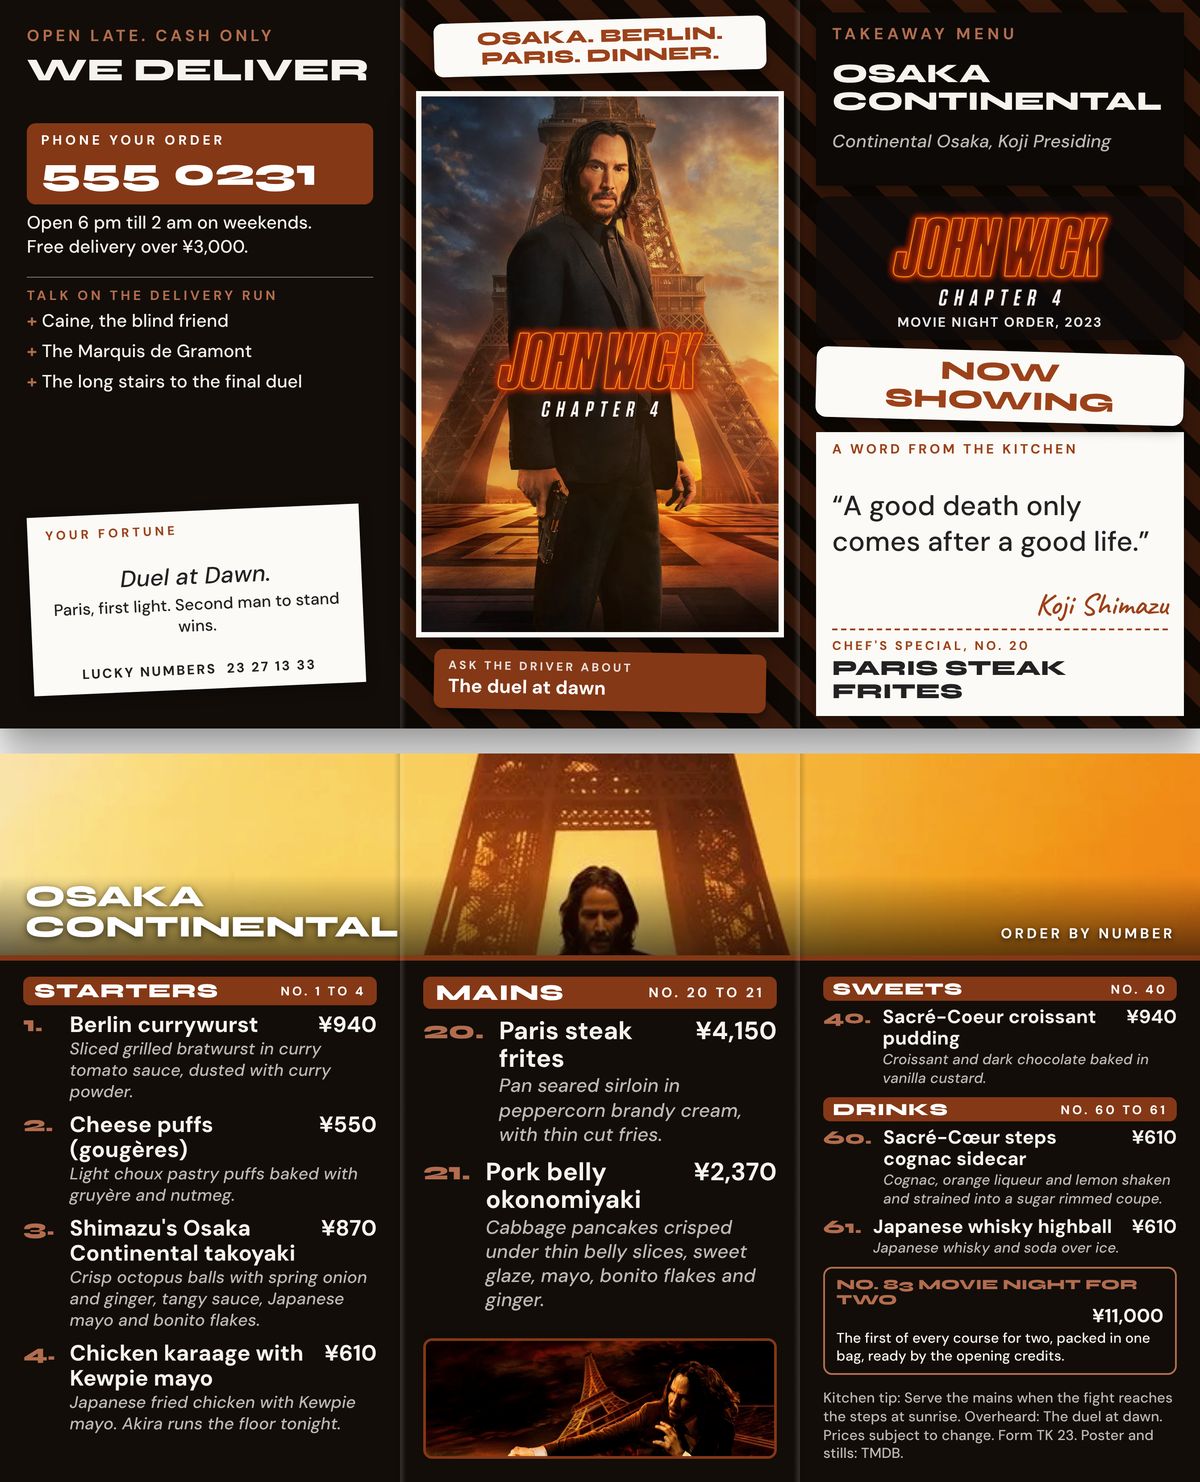 OPEN LATE. CASH ONLY
WE DELIVER
PHONE YOUR ORDER
555 0231
Open 6 pm till 2 am on weekends.
Free delivery over ¥3,000.
TALK ON THE DELIVERY RUN
+ Caine, the blind friend
+ The Marquis de Gramont
+ The long stairs to the final duel
YOUR FORTUNE
Duel at Dawn.
Paris, first light. Second man to stand
wins.
LUCKY NUMBERS 23 27 13 33
OSAKA. BERLIN.
PARIS. DINNER.
JOHN WICK
CHAPTER 4
ASK THE DRIVER ABOUT
The duel at dawn
TAKEAWAY MENU
OSAKA
CONTINENTAL
Continental Osaka, Koji Presiding
JOHN WICK
CHAPTER 4
MOVIE NIGHT ORDER, 2023
NOW
SHOWING
A WORD FROM THE KITCHEN
“A good death only
comes after a good life.”
Koji Shimazu
CHEF'S SPECIAL, NO. 20
PARIS STEAK
FRITES
OSAKA
CONTINENTAL
ORDER BY NUMBER
STARTERS NO. 1 TO 4
1. Berlin currywurst ¥940
Sliced grilled bratwurst in curry
tomato sauce, dusted with curry
powder.
2. Cheese puffs ¥550
(gougères)
Light choux pastry puffs baked with
gruyère and nutmeg.
3. Shimazu's Osaka ¥870
Continental takoyaki
Crisp octopus balls with spring onion
and ginger, tangy sauce, Japanese
mayo and bonito flakes.
4. Chicken karaage with ¥610
Kewpie mayo
Japanese fried chicken with Kewpie
mayo. Akira runs the floor tonight.
MAINS NO. 20 TO 21
20. Paris steak ¥4,150
frites
Pan seared sirloin in
peppercorn brandy cream,
with thin cut fries.
21. Pork belly ¥2,370
okonomiyaki
Cabbage pancakes crisped
under thin belly slices, sweet
glaze, mayo, bonito flakes and
ginger.
SWEETS NO. 40
40. Sacré-Coeur croissant ¥940
pudding
Croissant and dark chocolate baked in
vanilla custard.
DRINKS NO. 60 TO 61
60. Sacré-Cœur steps ¥610
cognac sidecar
Cognac, orange liqueur and lemon shaken
and strained into a sugar rimmed coupe.
61. Japanese whisky highball ¥610
Japanese whisky and soda over ice.
NO. 83 MOVIE NIGHT FOR
TWO
¥11,000
The first of every course for two, packed in one
bag, ready by the opening credits.
Kitchen tip: Serve the mains when the fight reaches
the steps at sunrise. Overheard: The duel at dawn.
Prices subject to change. Form TK 23. Poster and
stills: TMDB.